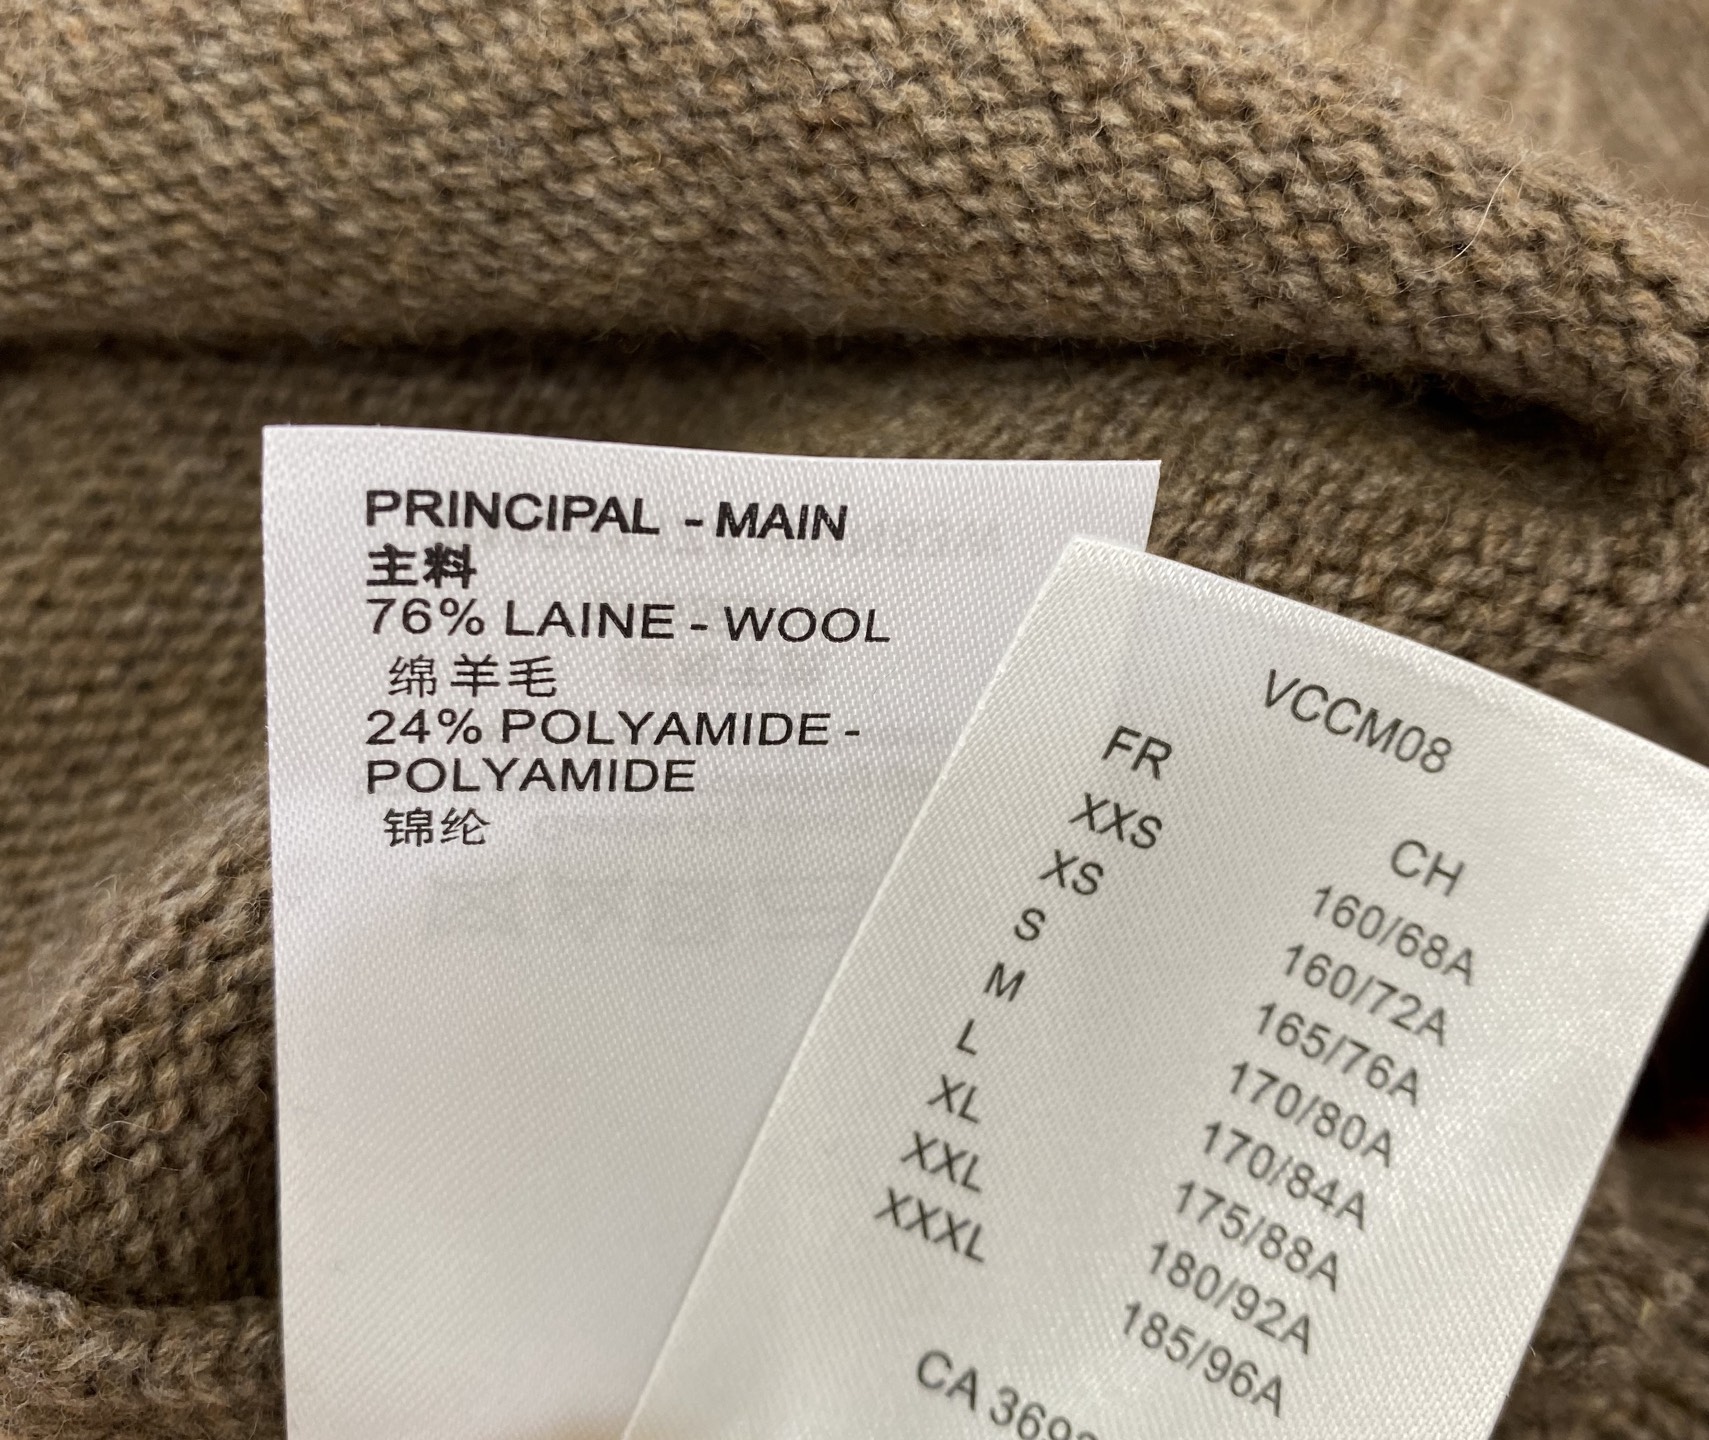 PRINCIPAL - MAIN
主料
76% LAINE - WOOL
绵羊毛
24% POLYAMIDE -
POLYAMIDE
锦纶
VCCM08
FR CH
XXS 160/68A
XS 160/72A
S 165/76A
M 170/80A
L 170/84A
XL 175/88A
XXL 180/92A
XXXL 185/96A
CA